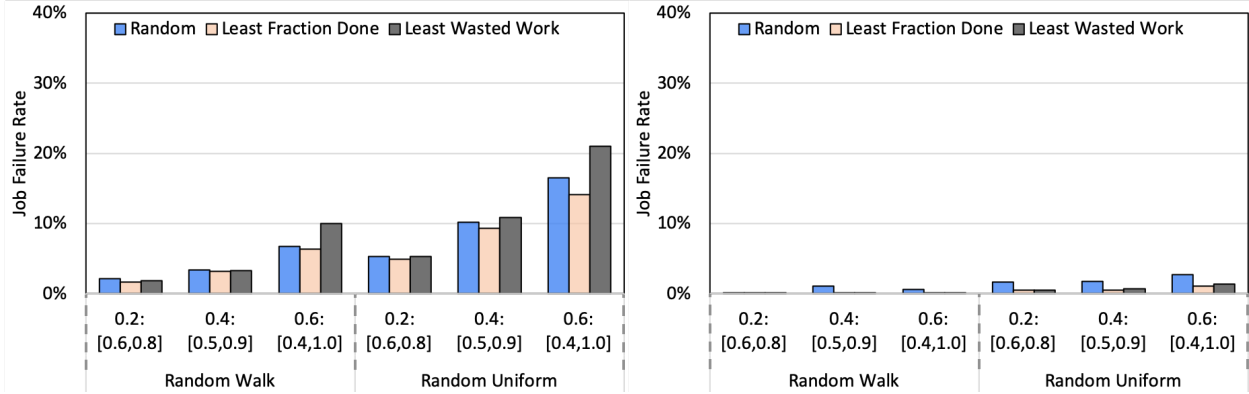 40%
30%
20%
10%
0%
Job Failure Rate
Random Least Fraction Done Least Wasted Work
0.2: 0.4: 0.6: 0.2: 0.4: 0.6:
[0.6,0.8] [0.5,0.9] [0.4,1.0] [0.6,0.8] [0.5,0.9] [0.4,1.0]
Random Walk Random Uniform
40%
30%
20%
10%
0%
Job Failure Rate
Random Least Fraction Done Least Wasted Work
0.2: 0.4: 0.6: 0.2: 0.4: 0.6:
[0.6,0.8] [0.5,0.9] [0.4,1.0] [0.6,0.8] [0.5,0.9] [0.4,1.0]
Random Walk Random Uniform